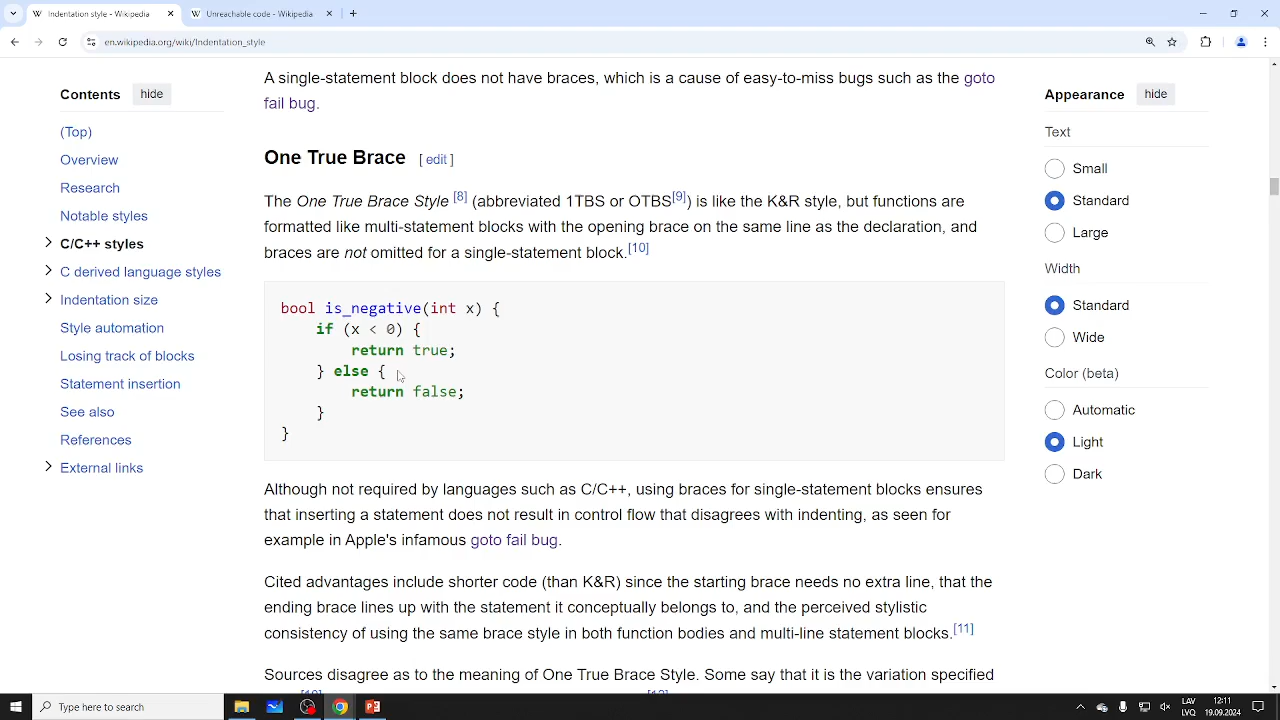 Indentation style - Wikipedia
Unreachable code - Wikipedia
en.wikipedia.org/wiki/Indentation_style
Contents hide
(Top)
Overview
Research
Notable styles
C/C++ styles
C derived language styles
Indentation size
Style automation
Losing track of blocks
Statement insertion
See also
References
External links
A single-statement block does not have braces, which is a cause of easy-to-miss bugs such as the goto
fail bug.
One True Brace [ edit ]
The One True Brace Style [8] (abbreviated 1TBS or OTBS[9]) is like the K&R style, but functions are
formatted like multi-statement blocks with the opening brace on the same line as the declaration, and
braces are not omitted for a single-statement block.[10]
bool is_negative(int x) {
    if (x < 0) {
        return true;
    } else {
        return false;
    }
}
Although not required by languages such as C/C++, using braces for single-statement blocks ensures
that inserting a statement does not result in control flow that disagrees with indenting, as seen for
example in Apple's infamous goto fail bug.
Cited advantages include shorter code (than K&R) since the starting brace needs no extra line, that the
ending brace lines up with the statement it conceptually belongs to, and the perceived stylistic
consistency of using the same brace style in both function bodies and multi-line statement blocks.[11]
Sources disagree as to the meaning of One True Brace Style. Some say that it is the variation specified
Appearance hide
Text
Small
Standard
Large
Width
Standard
Wide
Color (beta)
Automatic
Light
Dark
Type here to search
LAV
LVQ
12:11
19.09.2024